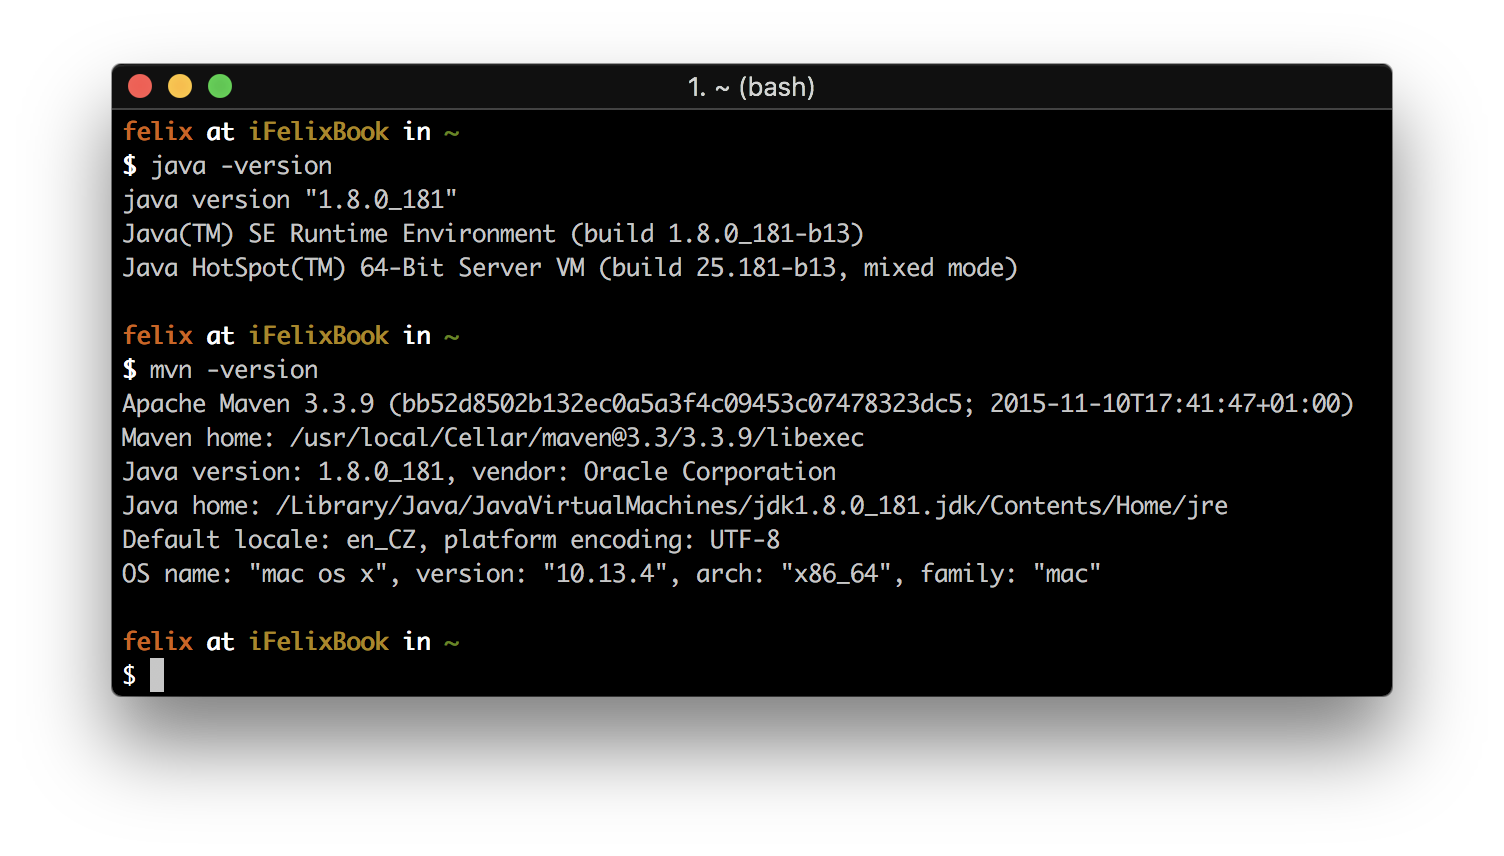 1. ~ (bash)
felix at iFelixBook in ~
$ java -version
java version "1.8.0_181"
Java(TM) SE Runtime Environment (build 1.8.0_181-b13)
Java HotSpot(TM) 64-Bit Server VM (build 25.181-b13, mixed mode)
felix at iFelixBook in ~
$ mvn -version
Apache Maven 3.3.9 (bb52d8502b132ec0a5a3f4c09453c07478323dc5; 2015-11-10T17:41:47+01:00)
Maven home: /usr/local/Cellar/maven@3.3/3.3.9/libexec
Java version: 1.8.0_181, vendor: Oracle Corporation
Java home: /Library/Java/JavaVirtualMachines/jdk1.8.0_181.jdk/Contents/Home/jre
Default locale: en_CZ, platform encoding: UTF-8
OS name: "mac os x", version: "10.13.4", arch: "x86_64", family: "mac"
felix at iFelixBook in ~
$